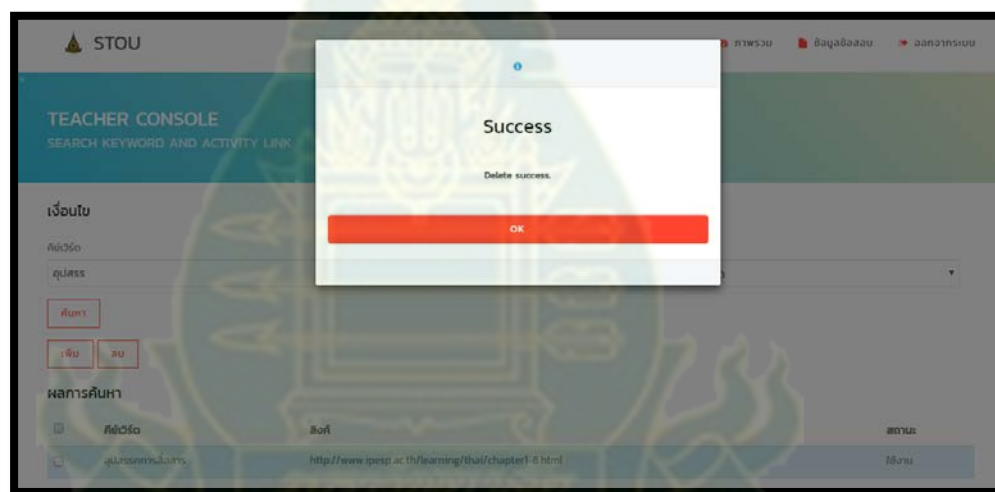 STOU
ภาพรวม
ข้อมูลข้อสอบ
ออกจากระบบ
TEACHER CONSOLE
SEARCH KEYWORD AND ACTIVITY LINK
Success
Delete success.
OK
เงื่อนไข
คีย์เวิร์ด
อุปสรร
ค้นหา
เพิ่ม
ลบ
ผลการค้นหา
คีย์เวิร์ด
ลิงค์
สถานะ
อุปสรรคการสื่อสาร
http://www.ipesp.ac.th/learning/thai/chapter1-6.html
ใช้งาน